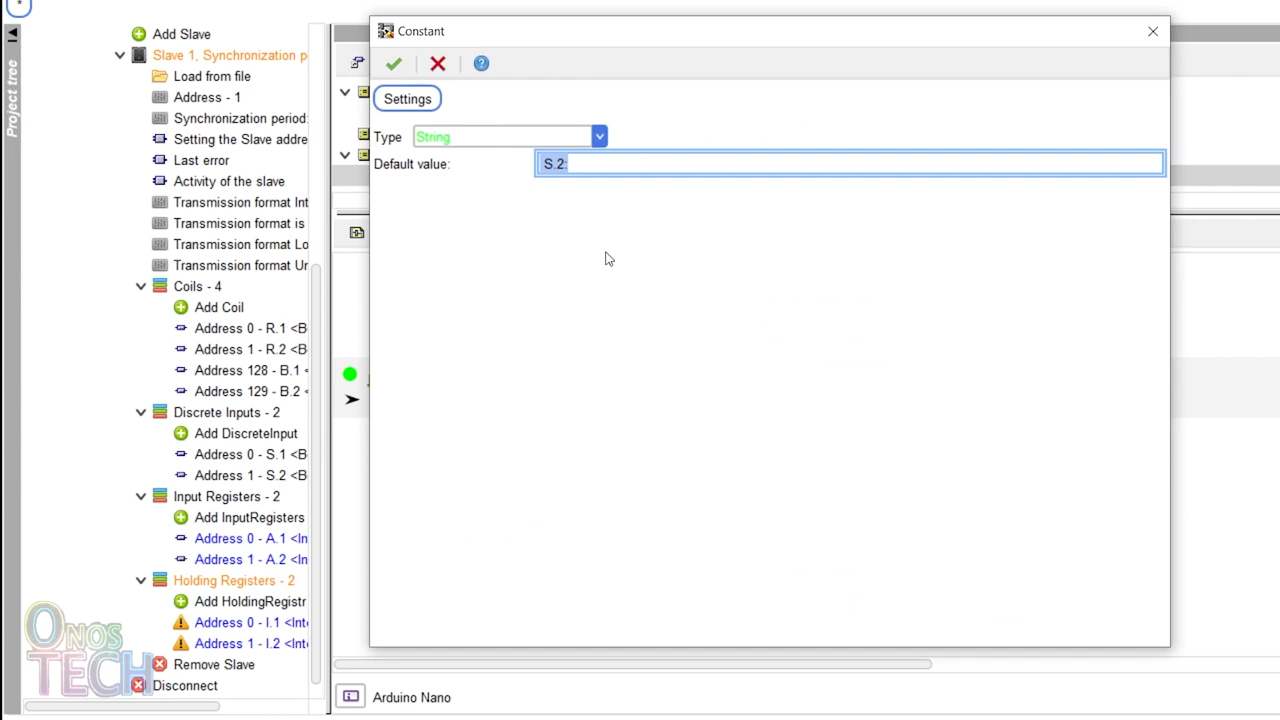 *
Project tree
Add Slave
Slave 1, Synchronization p
Load from file
Address - 1
Synchronization period:
Setting the Slave addre
Last error
Activity of the slave
Transmission format Int
Transmission format is
Transmission format Lo
Transmission format Ur
Coils - 4
Add Coil
Address 0 - R.1 <B
Address 1 - R.2 <B
Address 128 - B.1 <
Address 129 - B.2 <
Discrete Inputs - 2
Add DiscreteInput
Address 0 - S.1 <B
Address 1 - S.2 <B
Input Registers - 2
Add InputRegisters
Address 0 - A.1 <In
Address 1 - A.2 <In
Holding Registers - 2
Add HoldingRegistr
Address 0 - I.1 <Inte
Address 1 - I.2 <Inte
Remove Slave
Disconnect
ONOS
TECH
Constant
Settings
Type String
Default value: S.2:
Arduino Nano